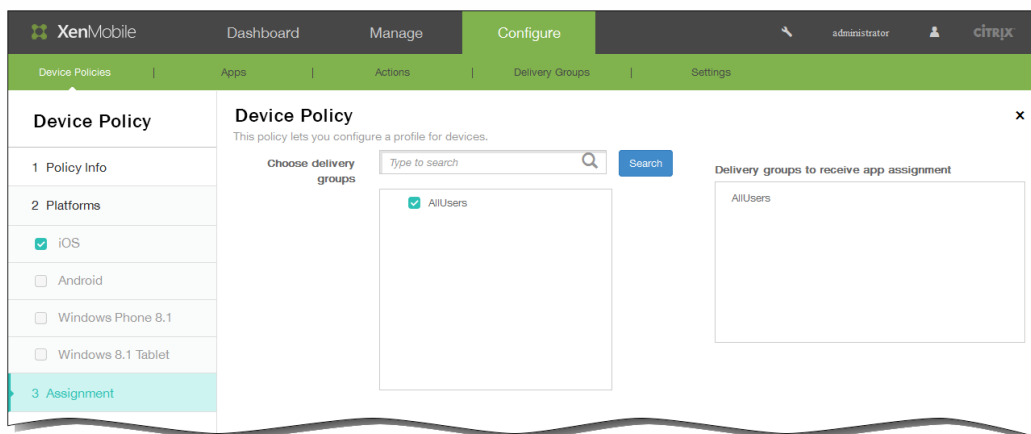 XenMobile Dashboard Manage Configure administrator CİTRIX
Device Policies | Apps | Actions | Delivery Groups | Settings
Device Policy
1 Policy Info
2 Platforms
iOS
Android
Windows Phone 8.1
Windows 8.1 Tablet
3 Assignment
Device Policy x
This policy lets you configure a profile for devices.
Choose delivery
groups
Type to search
Search
AllUsers
Delivery groups to receive app assignment
AllUsers